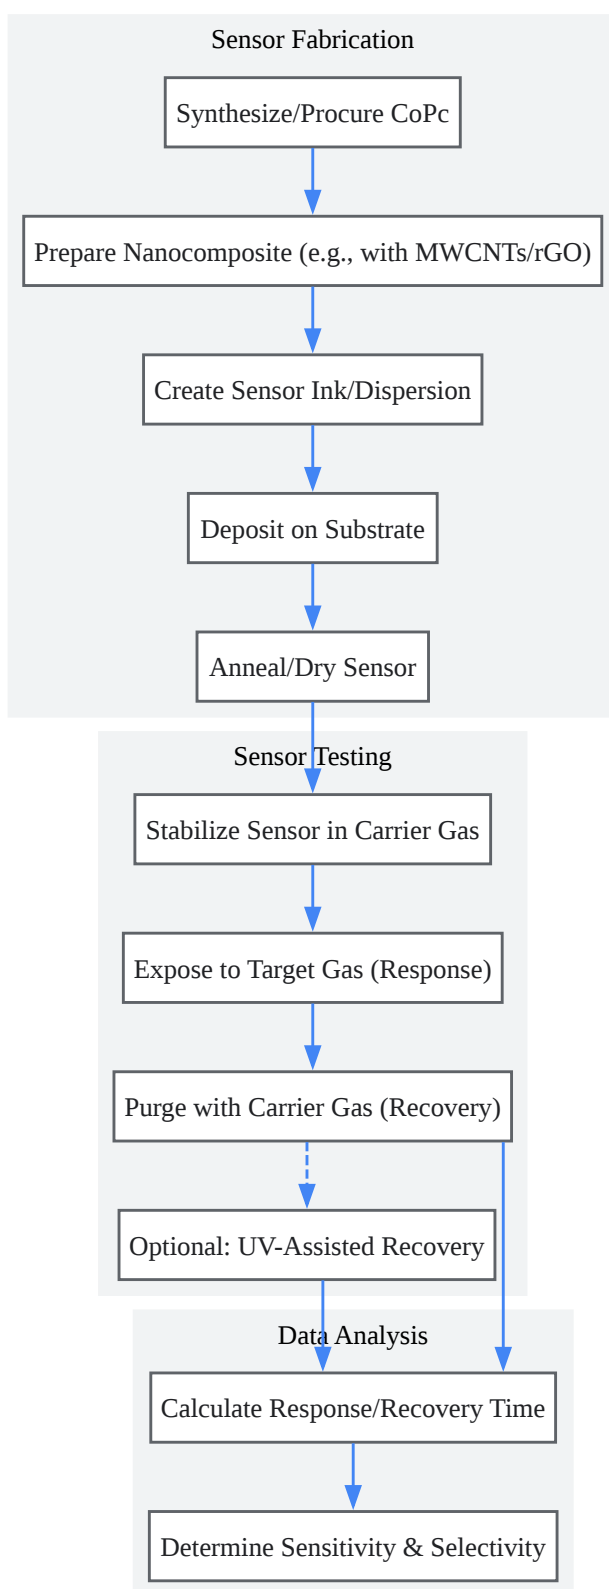 Sensor Fabrication
Synthesize/Procure CoPc
Prepare Nanocomposite (e.g., with MWCNTs/rGO)
Create Sensor Ink/Dispersion
Deposit on Substrate
Anneal/Dry Sensor
Sensor Testing
Stabilize Sensor in Carrier Gas
Expose to Target Gas (Response)
Purge with Carrier Gas (Recovery)
Optional: UV-Assisted Recovery
Data Analysis
Calculate Response/Recovery Time
Determine Sensitivity & Selectivity